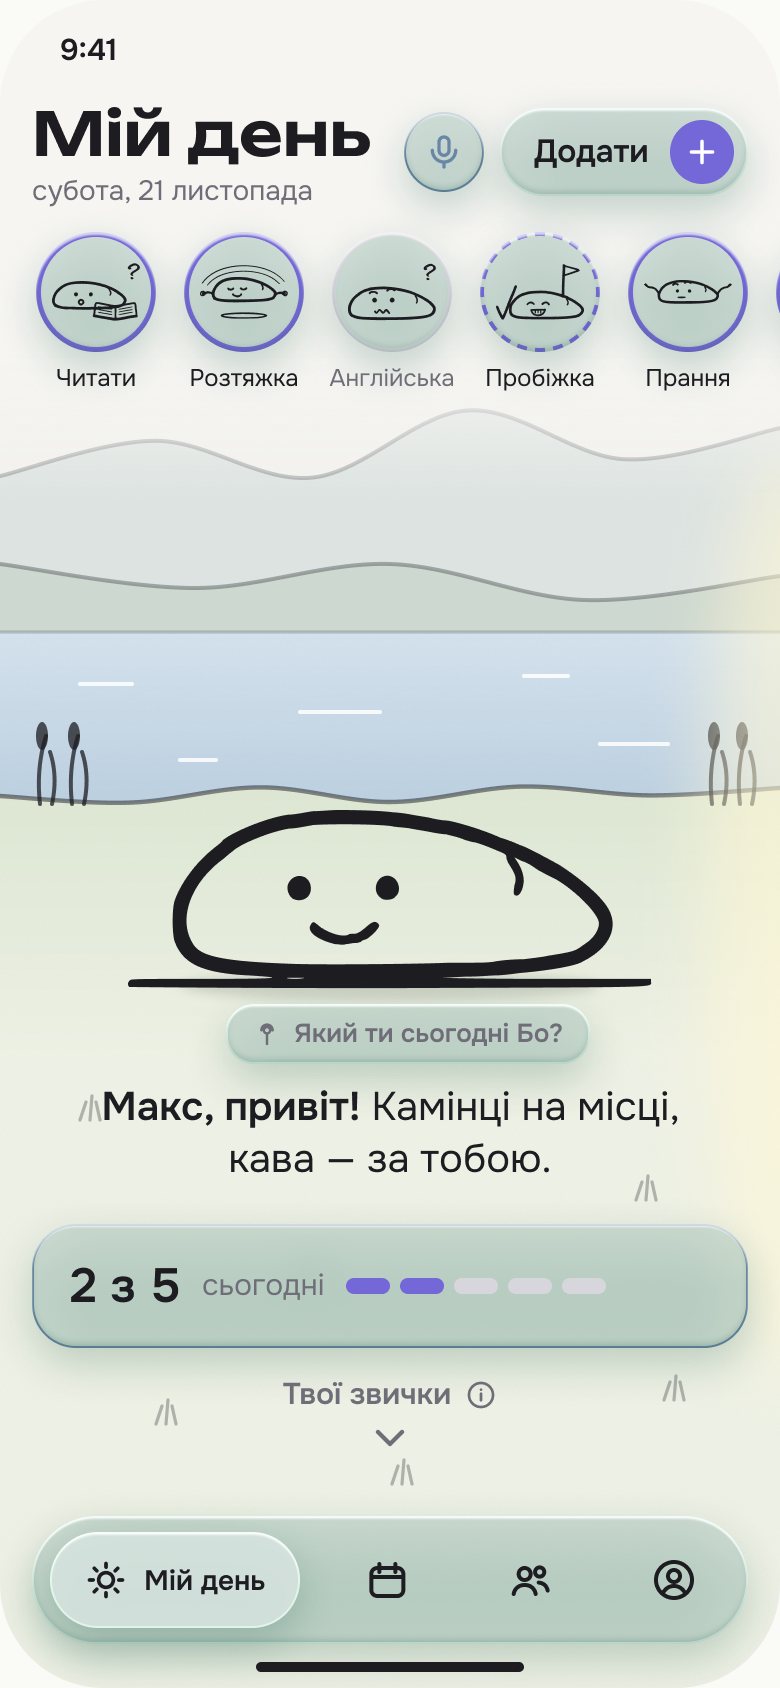 9:41
Мій день
Додати
субота, 21 листопада
?
?
Читати
Розтяжка
Англійська
Пробіжка
Прання
Який ти сьогодні Бо?
Макс, привіт! Камінці на місці,
кава — за тобою.
2 з 5 сьогодні
Твої звички
Мій день